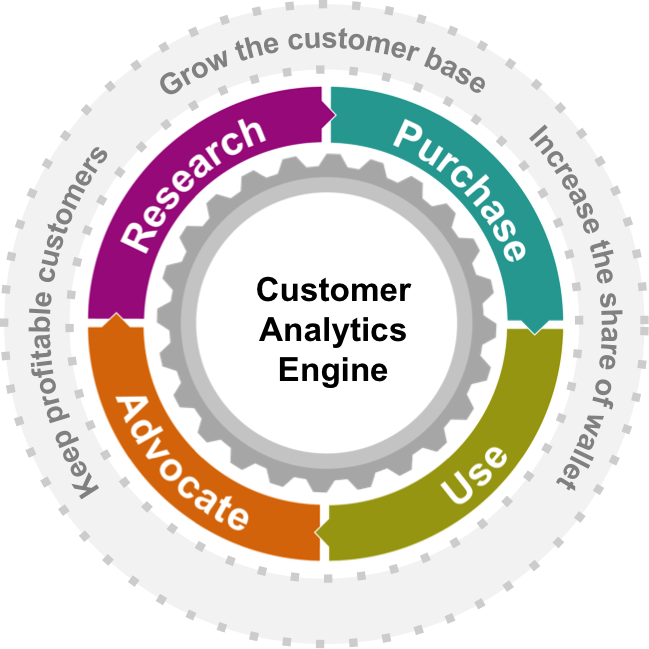 Grow the customer base
Increase the share of wallet
Keep profitable customers
Research
Purchase
Use
Advocate
Customer
Analytics
Engine